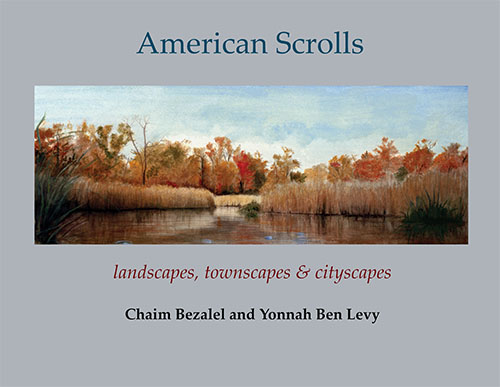 American Scrolls
landscapes, townscapes & cityscapes
Chaim Bezalel and Yonnah Ben Levy